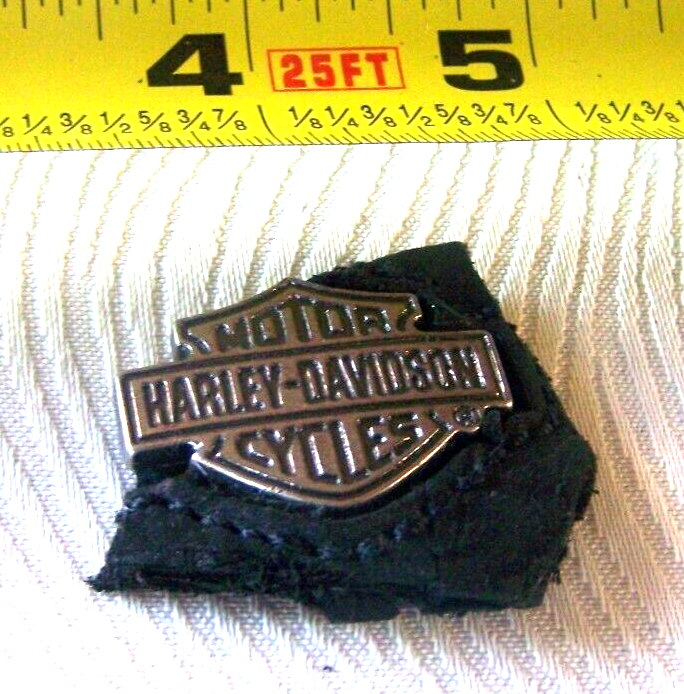 4 25FT 5
1/8 1/4 3/8 1/2 5/8 3/4 7/8 1/8 1/4 3/8 1/2 5/8 3/4 7/8 1/8 1/4 3/8
MOTOR
HARLEY-DAVIDSON
CYCLES ®